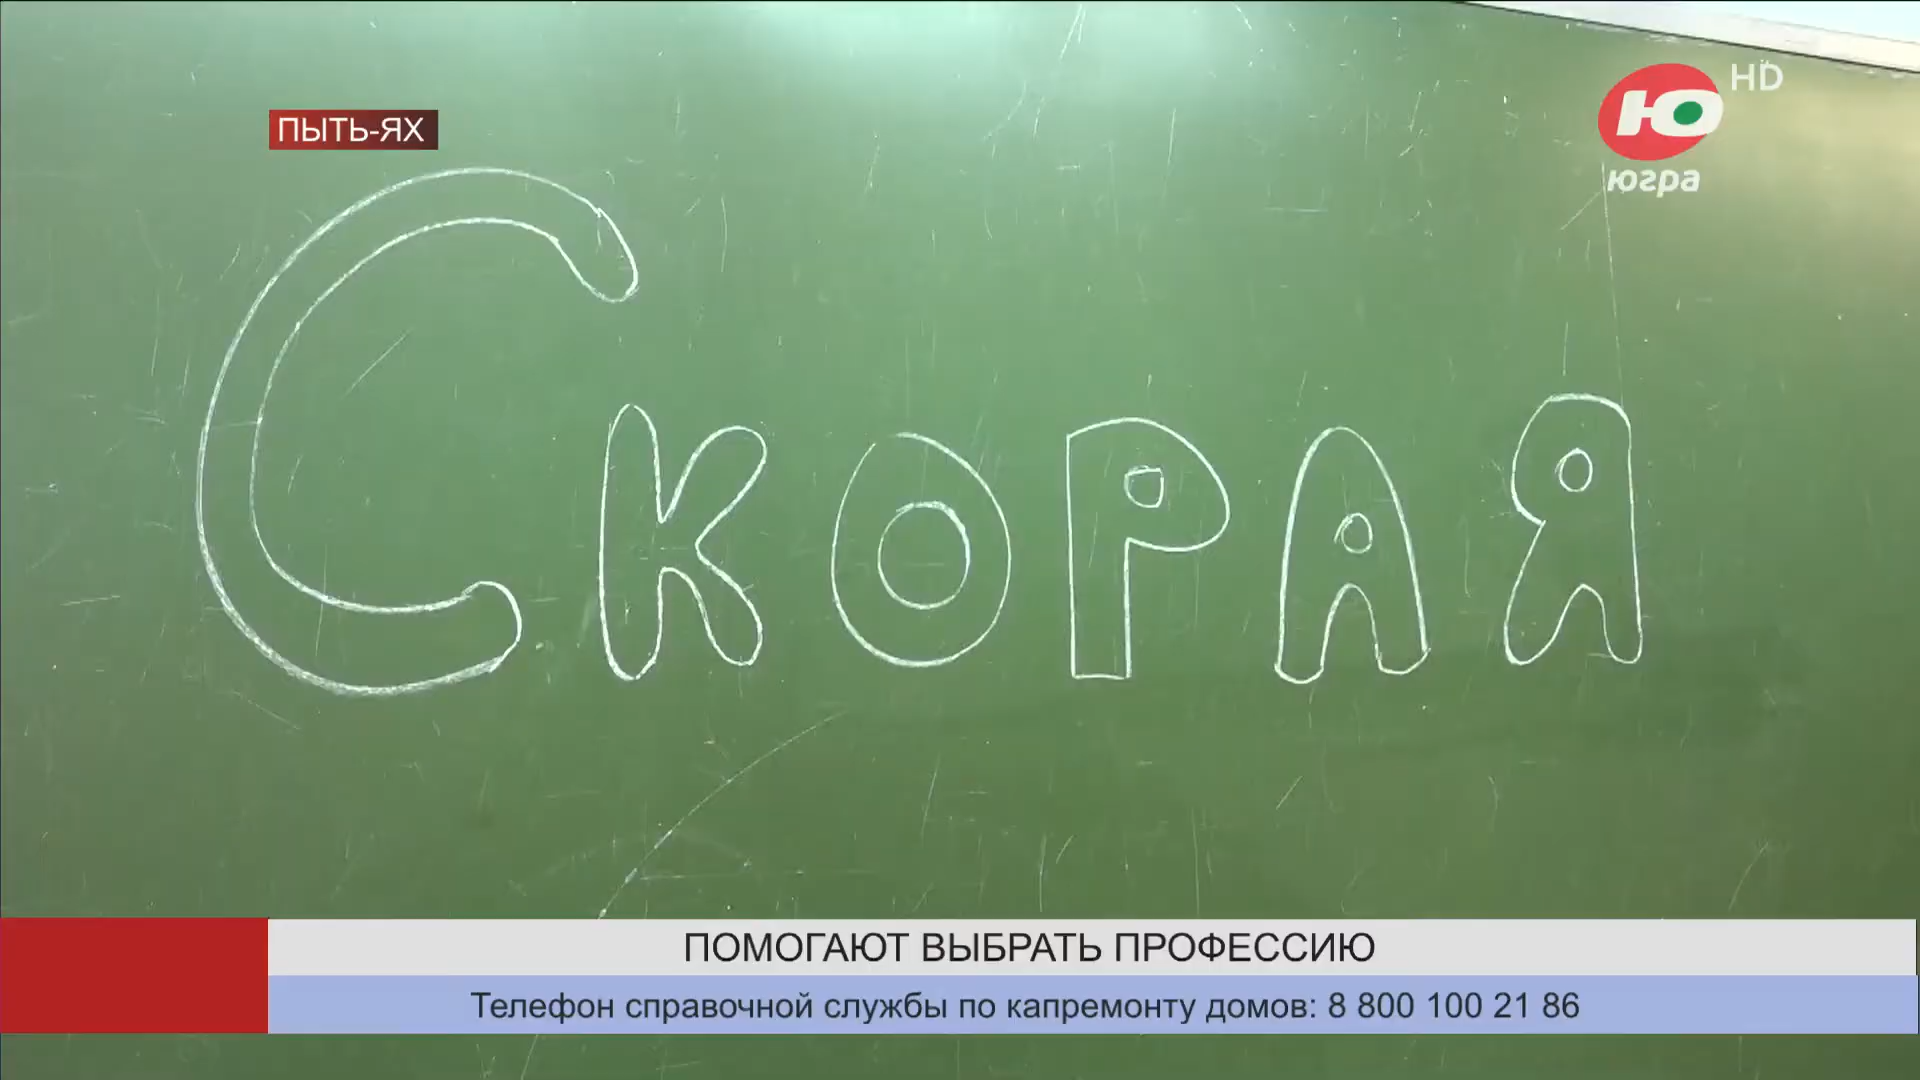 HD
Ю
югра
ПЫТЬ-ЯХ
Скорая
ПОМОГАЮТ ВЫБРАТЬ ПРОФЕССИЮ
Телефон справочной службы по капремонту домов: 8 800 100 21 86